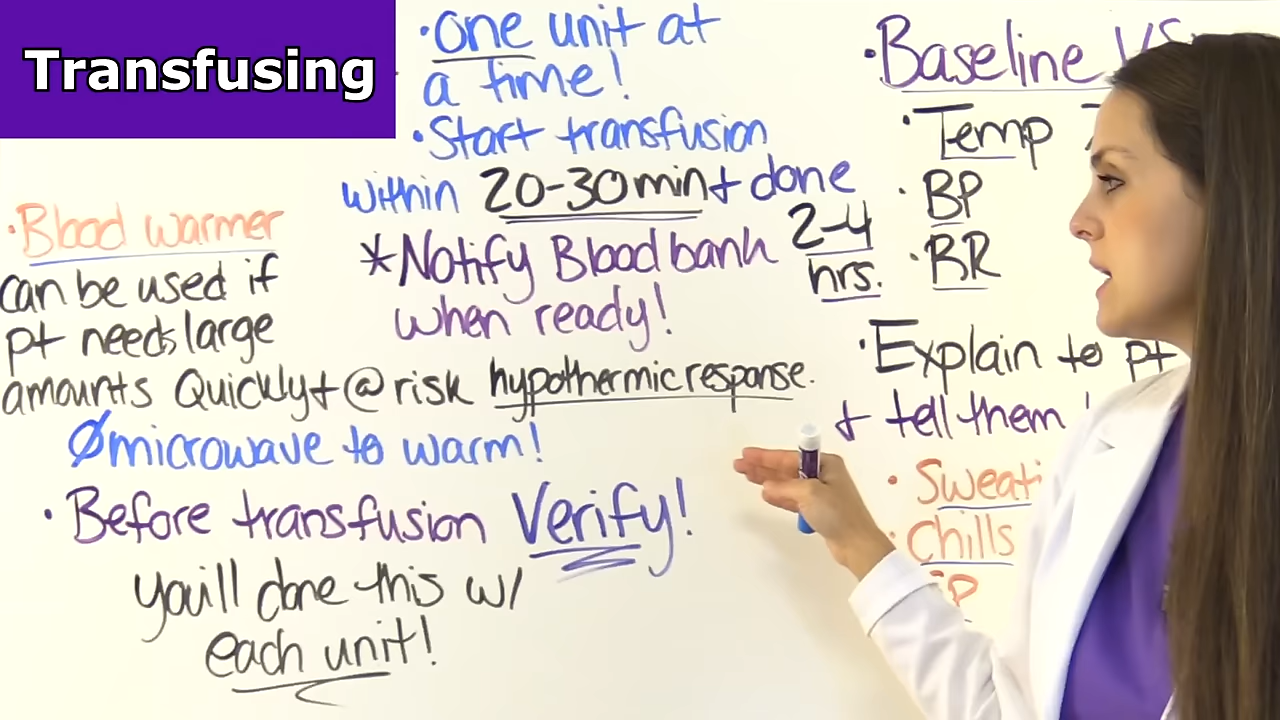 Transfusing
· one unit at
a time!
· Start transfusion
within 20-30 min + done
2-4
hrs.
* Notify Blood bank
when ready!
· Blood warmer
can be used if
pt needs large
amounts Quickly + @ risk hypothermic response.
Ø microwave to warm!
· Before transfusion Verify!
you'll done this w/
each unit!
· Baseline
· Temp
· BP
· BR
· Explain to pt
+ tell them
· Sweati
· Chills